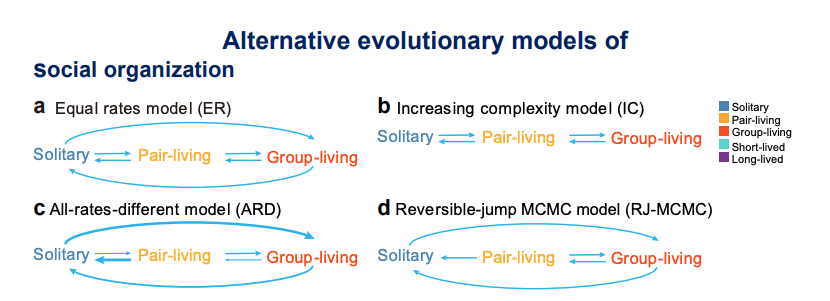 Alternative evolutionary models of
social organization
a Equal rates model (ER)
Solitary Pair-living Group-living
b Increasing complexity model (IC)
Solitary Pair-living Group-living
Solitary
Pair-living
Group-living
Short-lived
Long-lived
c All-rates-different model (ARD)
Solitary Pair-living Group-living
d Reversible-jump MCMC model (RJ-MCMC)
Solitary Pair-living Group-living